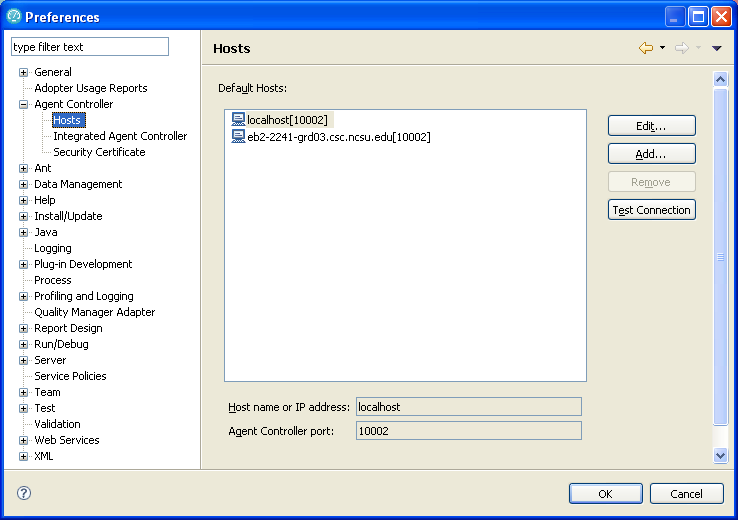 Preferences
type filter text
General
Adopter Usage Reports
Agent Controller
Hosts
Integrated Agent Controller
Security Certificate
Ant
Data Management
Help
Install/Update
Java
Logging
Plug-in Development
Process
Profiling and Logging
Quality Manager Adapter
Report Design
Run/Debug
Server
Service Policies
Team
Test
Validation
Web Services
XML
Hosts
Default Hosts:
localhost[10002]
eb2-2241-grd03.csc.ncsu.edu[10002]
Edit...
Add...
Remove
Test Connection
Host name or IP address: localhost
Agent Controller port: 10002
OK Cancel